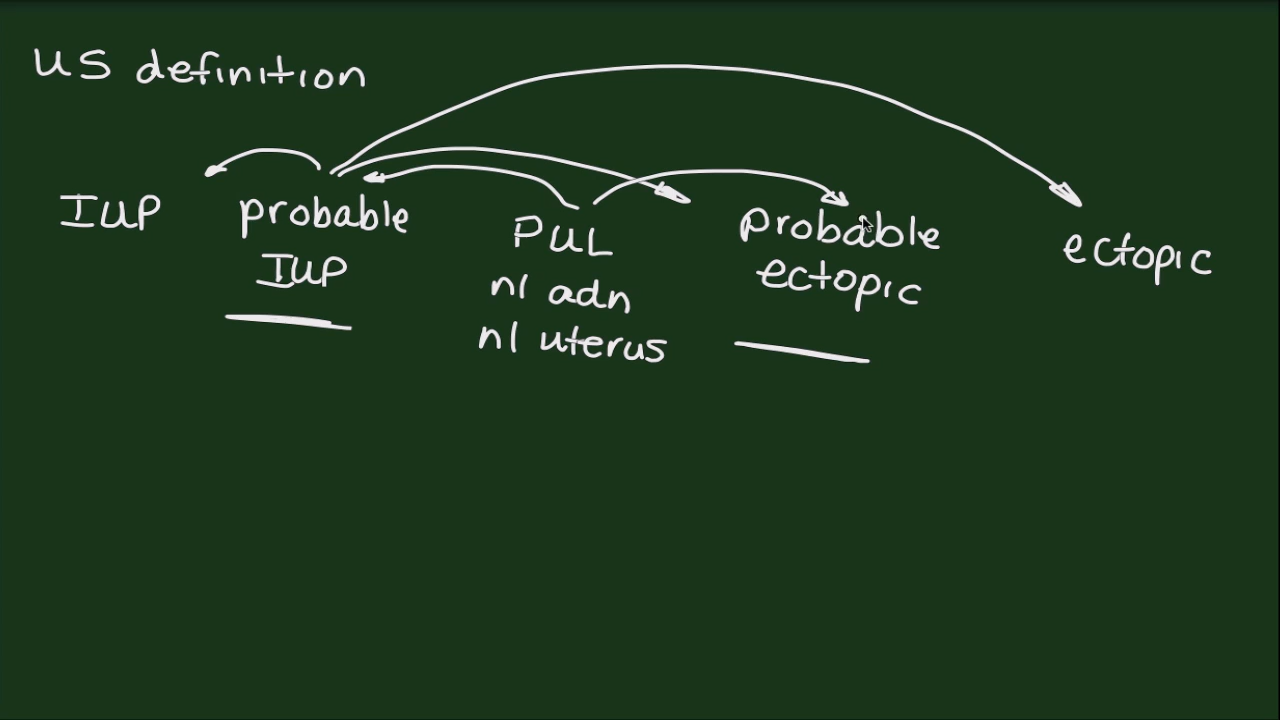 US definition
IUP
probable
IUP
PUL
nl adn
nl uterus
probable
ectopic
ectopic